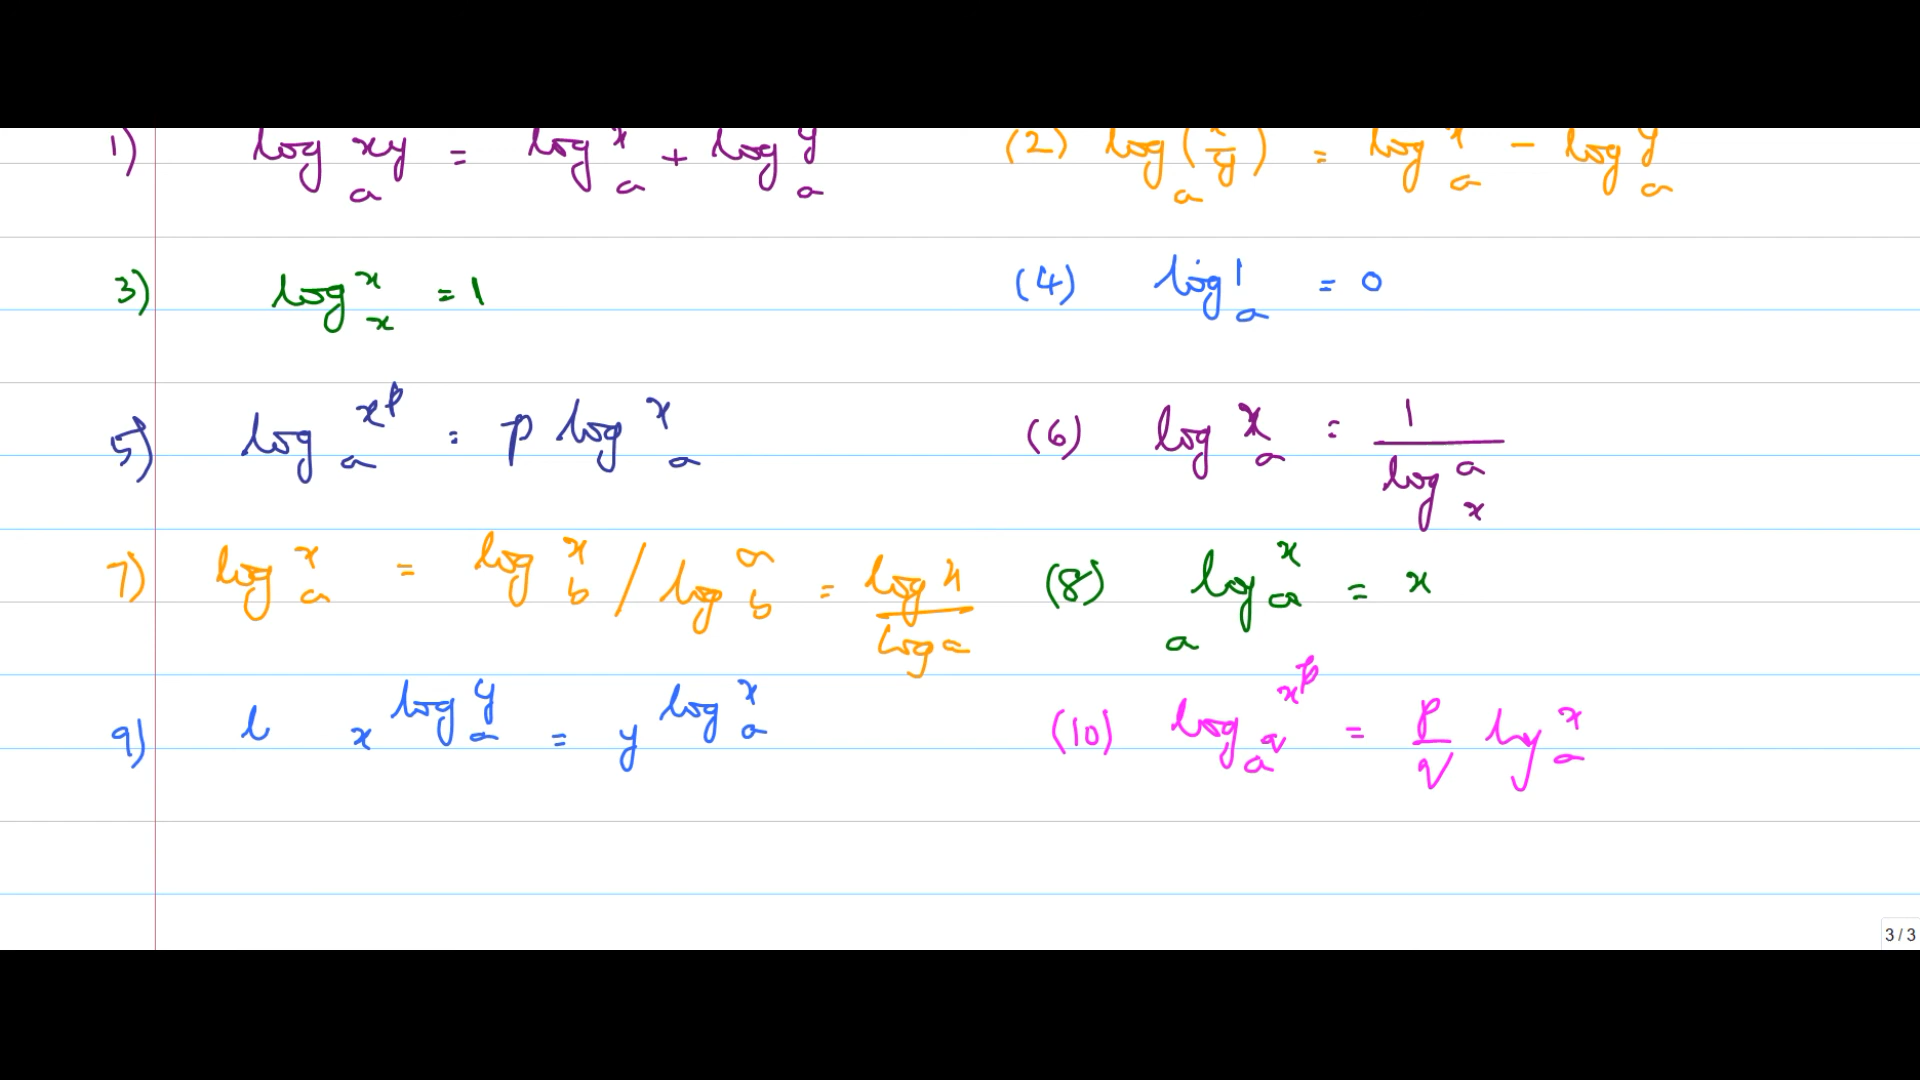 1) log_a xy = log_a x + log_a y (2) log_a (x/y) = log_a x - log_a y
3) log_x x = 1 (4) log_a 1 = 0
5) log_a x^p = p log_a x (6) log_a x = 1/log_x a
7) log_a x = log_b x / log_b a = log x/log a (8) a^log_a x = x
9) l x^log_a y = y^log_a x (10) log_a^q x^p = p/q log_a x
3 / 3